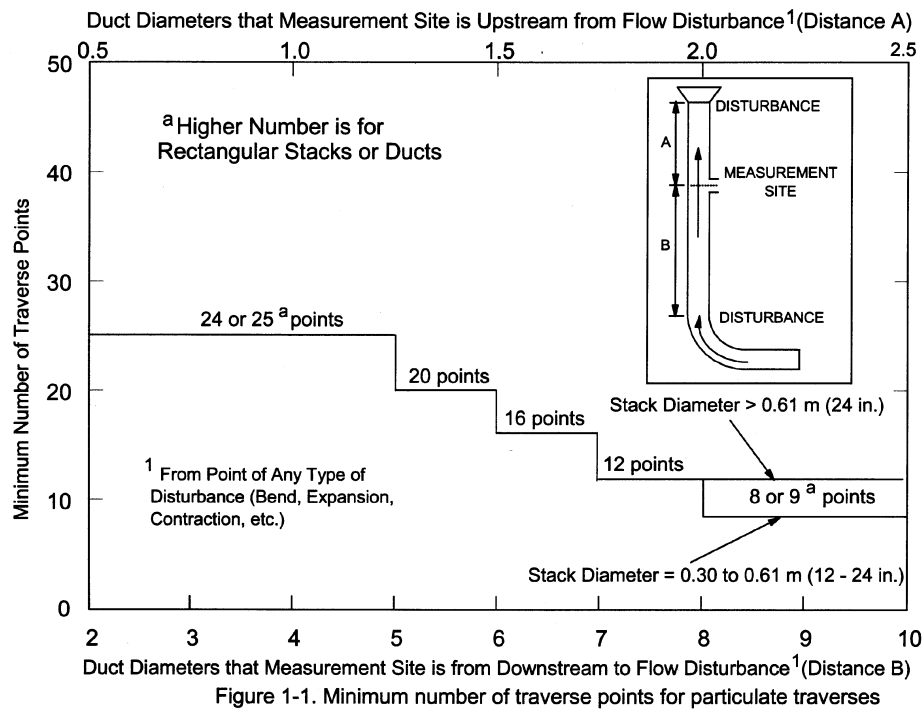 Duct Diameters that Measurement Site is Upstream from Flow Disturbance1 (Distance A)
0.5 1.0 1.5 2.0 2.5
50
40
30
20
10
0
Minimum Number of Traverse Points
a Higher Number is for
Rectangular Stacks or Ducts
DISTURBANCE
A
MEASUREMENT
SITE
B
DISTURBANCE
24 or 25 a points
20 points
16 points
12 points
Stack Diameter > 0.61 m (24 in.)
8 or 9 a points
1 From Point of Any Type of
Disturbance (Bend, Expansion,
Contraction, etc.)
Stack Diameter = 0.30 to 0.61 m (12 - 24 in.)
2 3 4 5 6 7 8 9 10
Duct Diameters that Measurement Site is from Downstream to Flow Disturbance1 (Distance B)
Figure 1-1. Minimum number of traverse points for particulate traverses